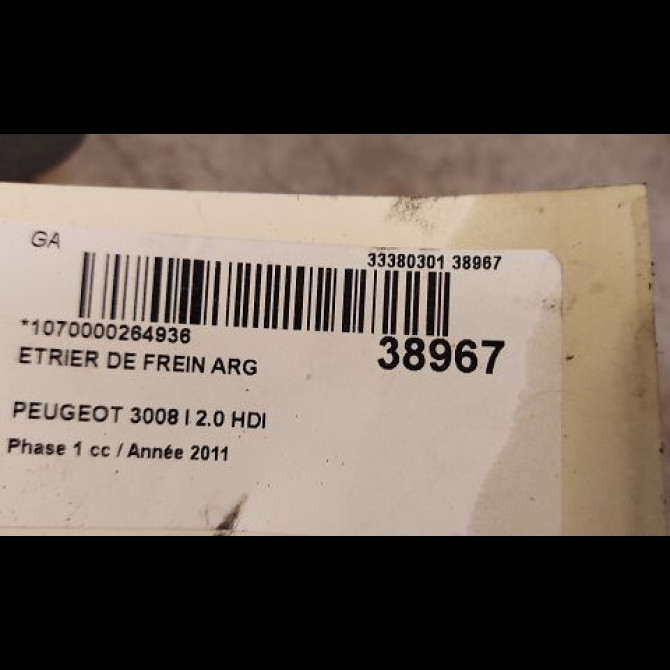 GA
33380301 38967
*1070000264936
38967
ETRIER DE FREIN ARG
PEUGEOT 3008 I 2.0 HDI
Phase 1 cc / Année 2011